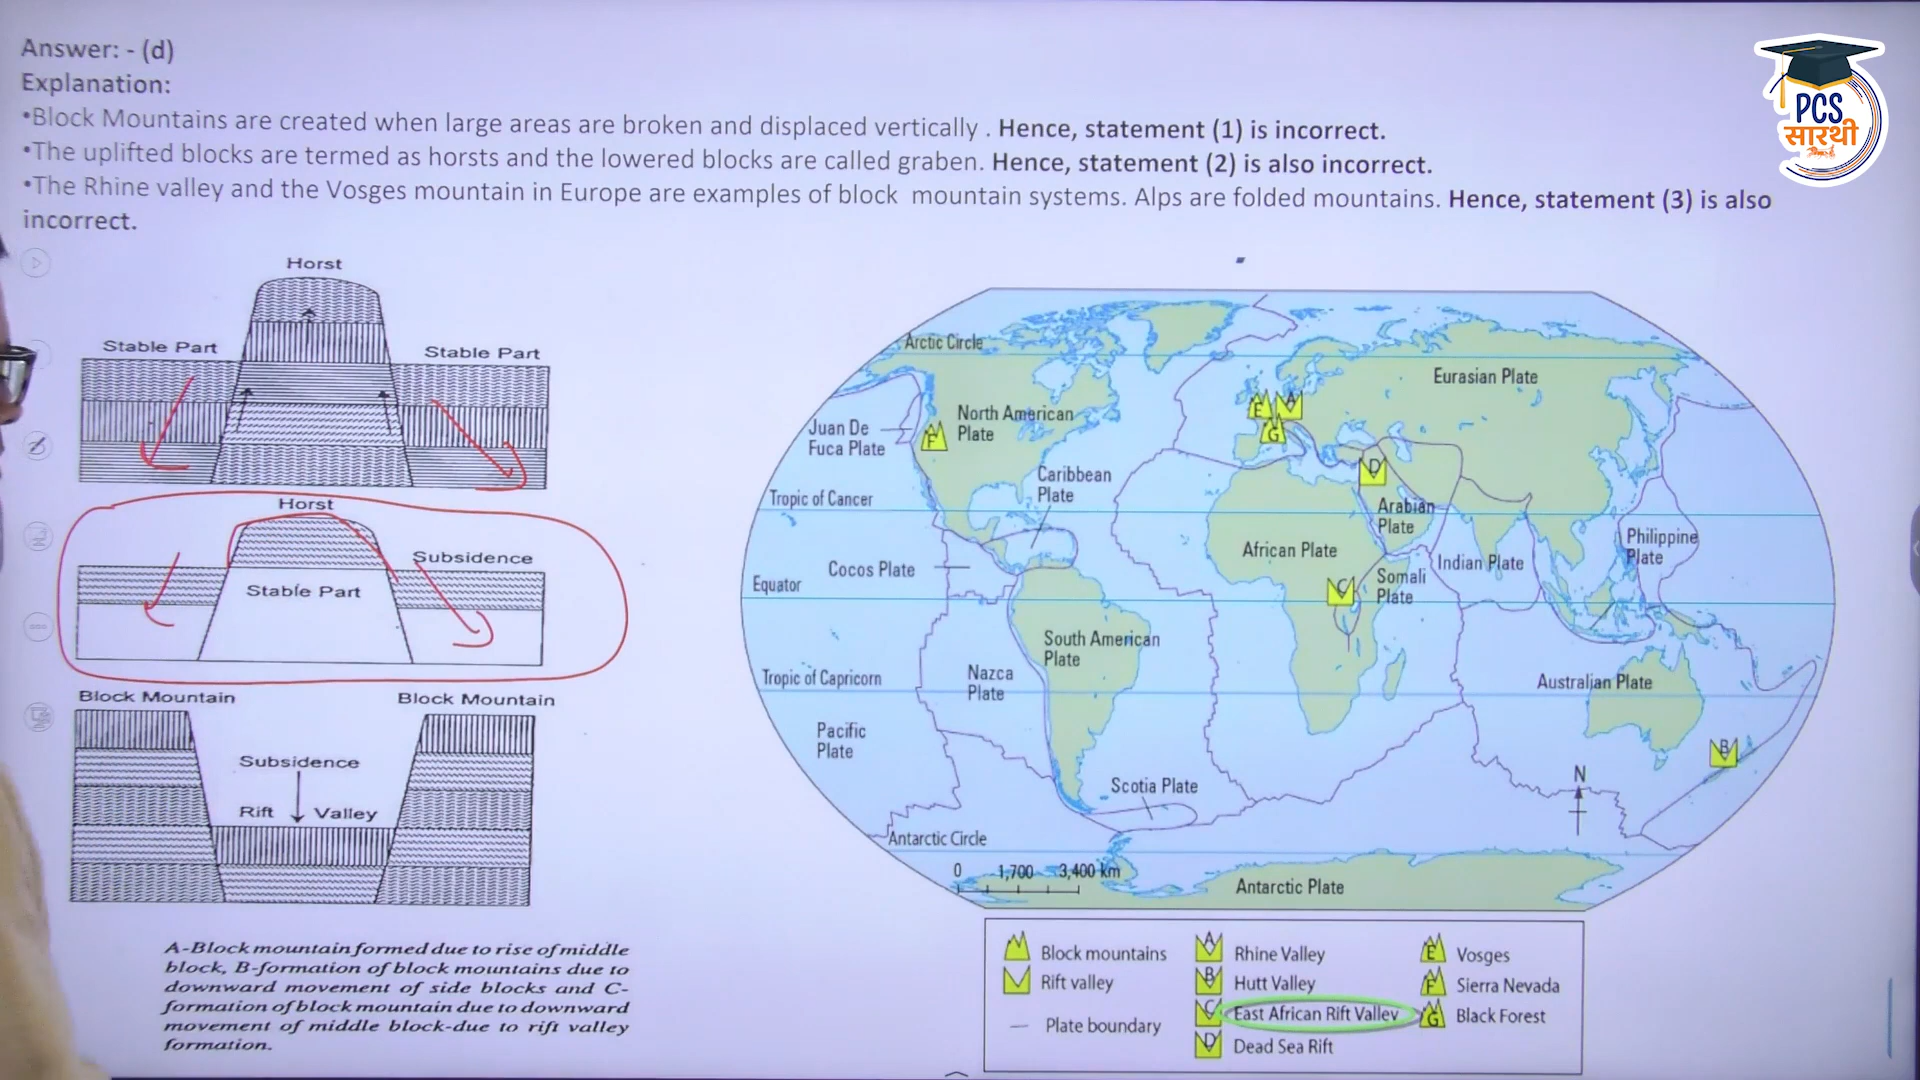 Answer: - (d)
Explanation:
•Block Mountains are created when large areas are broken and displaced vertically . Hence, statement (1) is incorrect.
•The uplifted blocks are termed as horsts and the lowered blocks are called graben. Hence, statement (2) is also incorrect.
•The Rhine valley and the Vosges mountain in Europe are examples of block mountain systems. Alps are folded mountains. Hence, statement (3) is also
incorrect.
PCS
सारथी
Horst
Stable Part
Stable Part
Horst
Subsidence
Stable Part
Block Mountain
Block Mountain
Subsidence
Rift Valley
A-Block mountain formed due to rise of middle
block, B-formation of block mountains due to
downward movement of side blocks and C-
formation of block mountain due to downward
movement of middle block-due to rift valley
formation.
Arctic Circle
Eurasian Plate
North American
Plate
Juan De
Fuca Plate
F
E
A
G
D
Caribbean
Plate
Tropic of Cancer
Arabian
Plate
Philippine
Plate
African Plate
Indian Plate
Cocos Plate
Equator
C
Somali
Plate
South American
Plate
Nazca
Plate
Tropic of Capricorn
Australian Plate
Pacific
Plate
B
N
Scotia Plate
Antarctic Circle
0 1,700 3,400 km
Antarctic Plate
Block mountains
Rift valley
Plate boundary
A Rhine Valley
B Hutt Valley
C East African Rift Valley
D Dead Sea Rift
E Vosges
F Sierra Nevada
G Black Forest